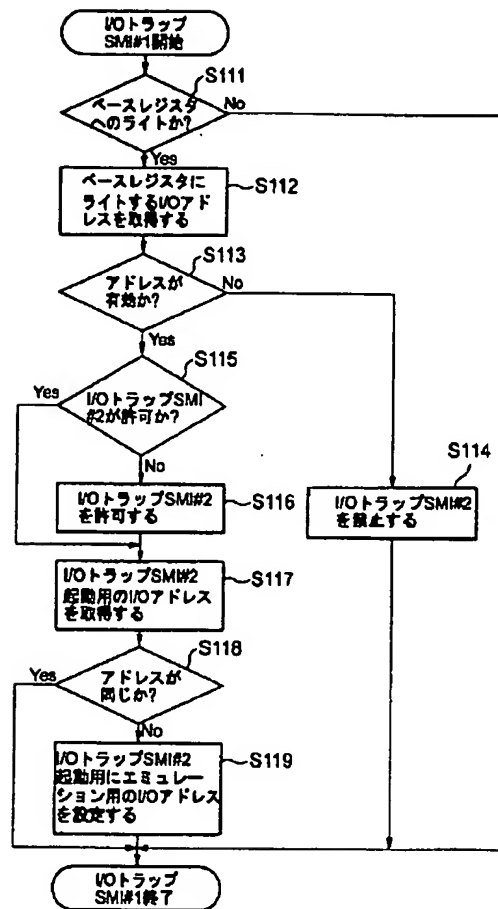 I/Oトラップ
SMI#1開始
S111
ベースレジスタ
へのライトか?
No
Yes
ベースレジスタに
ライトするI/Oアド
レスを取得する
S112
S113
アドレスが
有効か?
No
Yes
S115
Yes
I/OトラップSMI
#2が許可か?
No
S114
I/OトラップSMI#2
を許可する
S116
I/OトラップSMI#2
を禁止する
S117
I/OトラップSMI#2
起動用のI/Oアドレス
を取得する
S118
Yes
アドレスが
同じか?
No
I/OトラップSMI#2
起動用にエミュレー
ション用のI/Oアドレス
を設定する
S119
I/Oトラップ
SMI#1終了